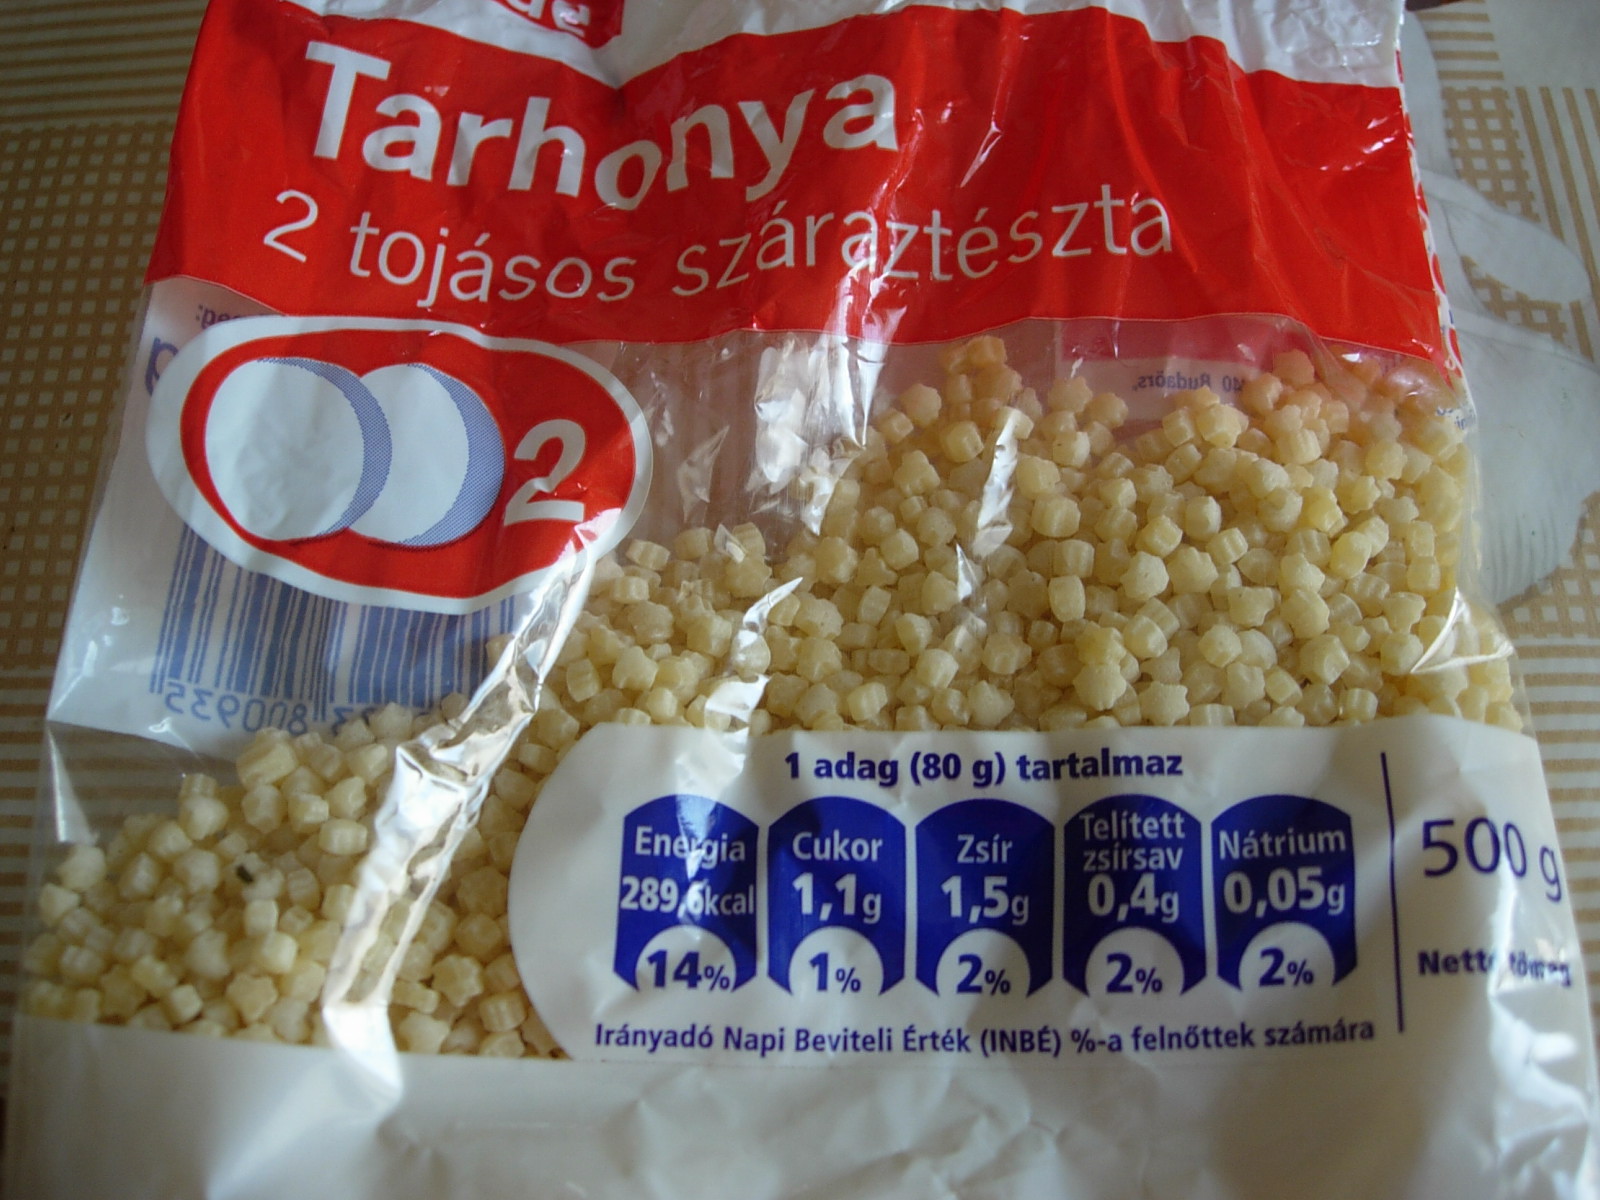 Tarhonya
2 tojásos száraztészta
2
1 adag (80 g) tartalmaz
Energia
289,6kcal
14%
Cukor
1,1g
1%
Zsír
1,5g
2%
Telített
zsírsav
0,4g
2%
Nátrium
0,05g
2%
500 g
Nettó tömeg
Irányadó Napi Beviteli Érték (INBÉ) %-a felnőttek számára